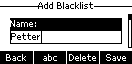 Add Blacklist
Name:
Petter
Back abc Delete Save